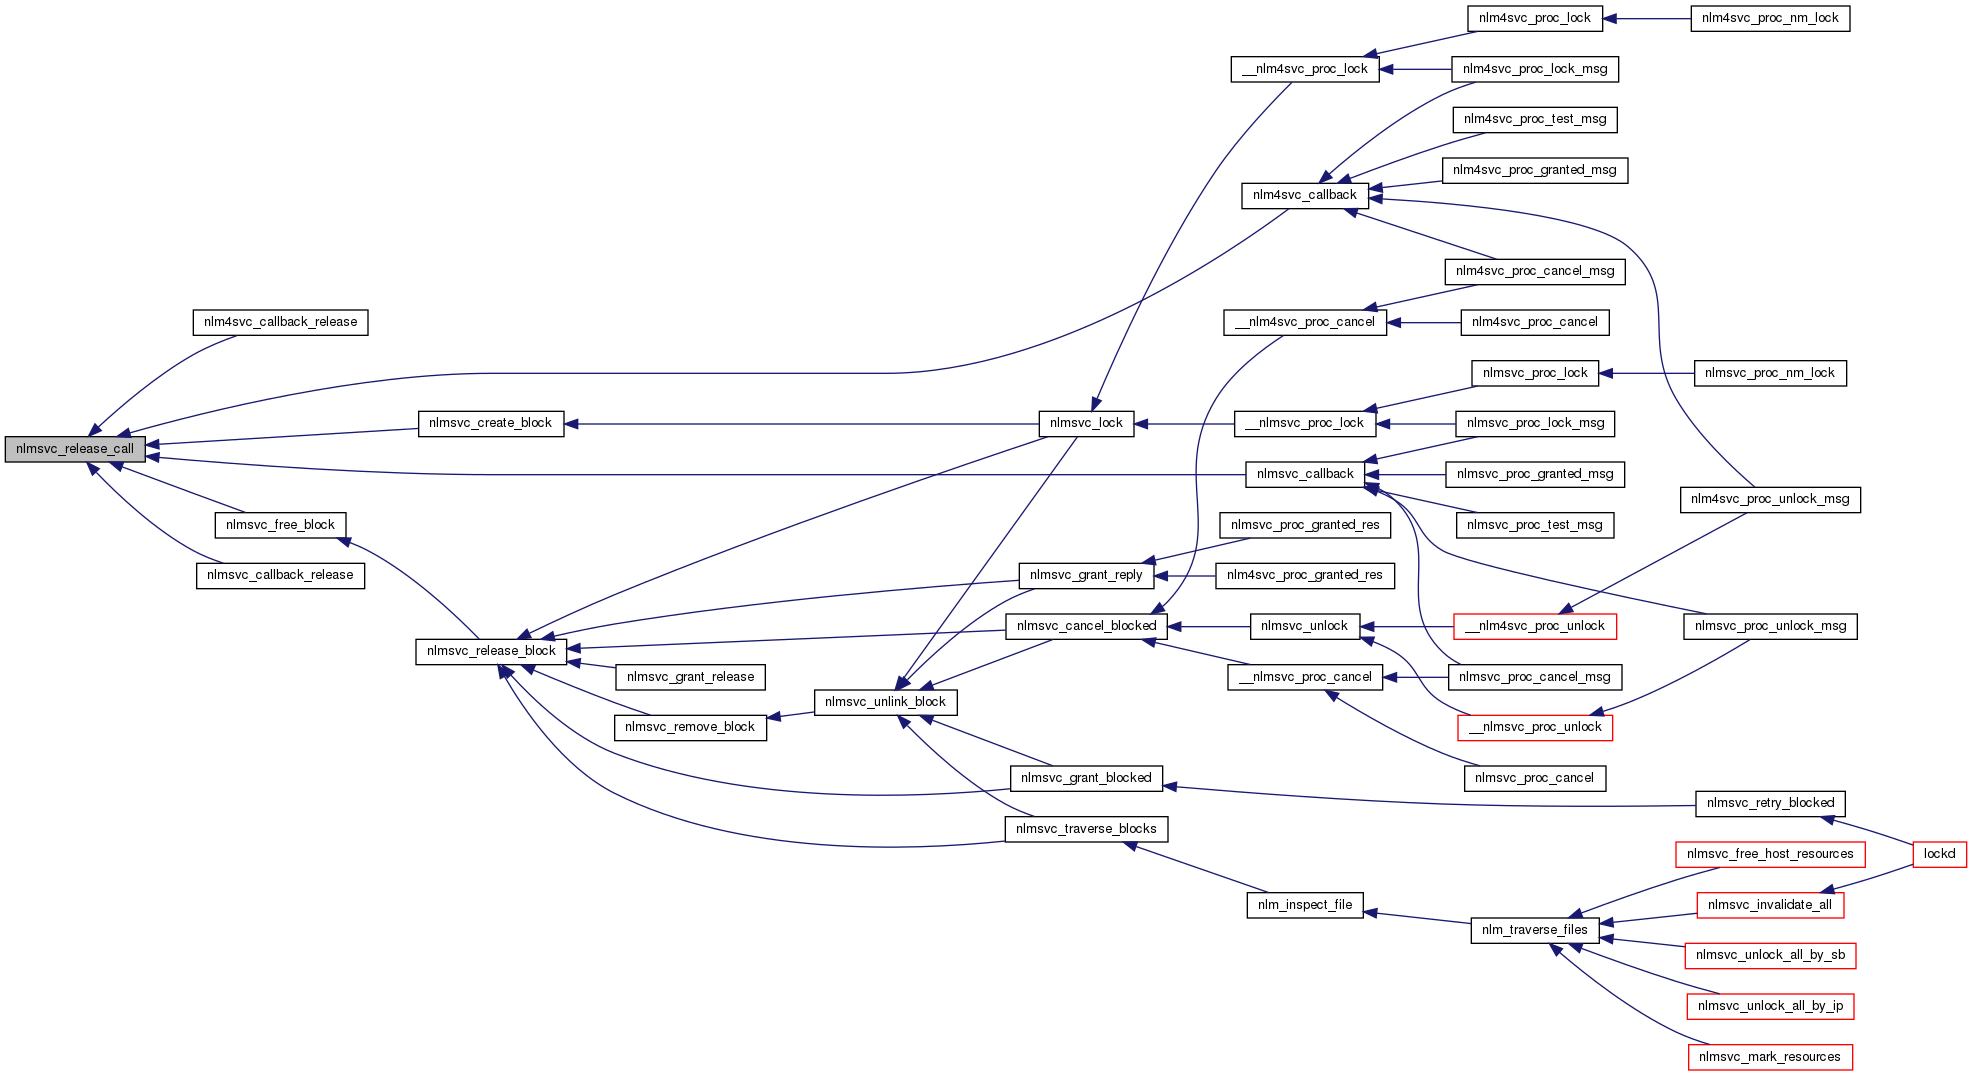 nlm4svc_proc_lock
nlm4svc_proc_nm_lock
__nlm4svc_proc_lock
nlm4svc_proc_lock_msg
nlm4svc_proc_test_msg
nlm4svc_proc_granted_msg
nlm4svc_callback
nlm4svc_proc_cancel_msg
nlm4svc_callback_release
__nlm4svc_proc_cancel
nlm4svc_proc_cancel
nlmsvc_proc_lock
nlmsvc_proc_nm_lock
nlmsvc_create_block
nlmsvc_lock
__nlmsvc_proc_lock
nlmsvc_proc_lock_msg
nlmsvc_release_call
nlmsvc_callback
nlmsvc_proc_granted_msg
nlm4svc_proc_unlock_msg
nlmsvc_free_block
nlmsvc_proc_granted_res
nlmsvc_proc_test_msg
nlmsvc_callback_release
nlmsvc_grant_reply
nlm4svc_proc_granted_res
nlmsvc_cancel_blocked
nlmsvc_unlock
__nlm4svc_proc_unlock
nlmsvc_proc_unlock_msg
nlmsvc_release_block
nlmsvc_grant_release
__nlmsvc_proc_cancel
nlmsvc_proc_cancel_msg
nlmsvc_unlink_block
nlmsvc_remove_block
__nlmsvc_proc_unlock
nlmsvc_grant_blocked
nlmsvc_proc_cancel
nlmsvc_retry_blocked
nlmsvc_traverse_blocks
nlmsvc_free_host_resources
lockd
nlm_inspect_file
nlmsvc_invalidate_all
nlm_traverse_files
nlmsvc_unlock_all_by_sb
nlmsvc_unlock_all_by_ip
nlmsvc_mark_resources